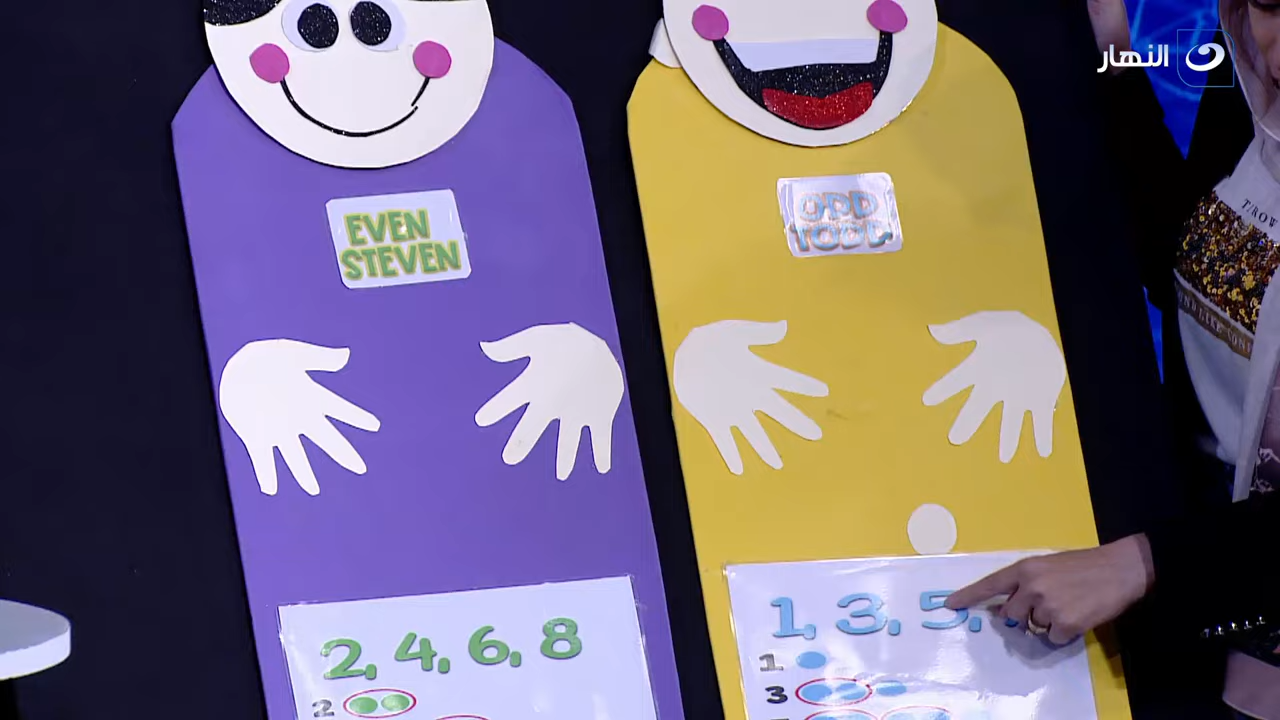 النهار
EVEN
STEVEN
ODD
TODD
2, 4, 6, 8
2
1, 3, 5,
1
3